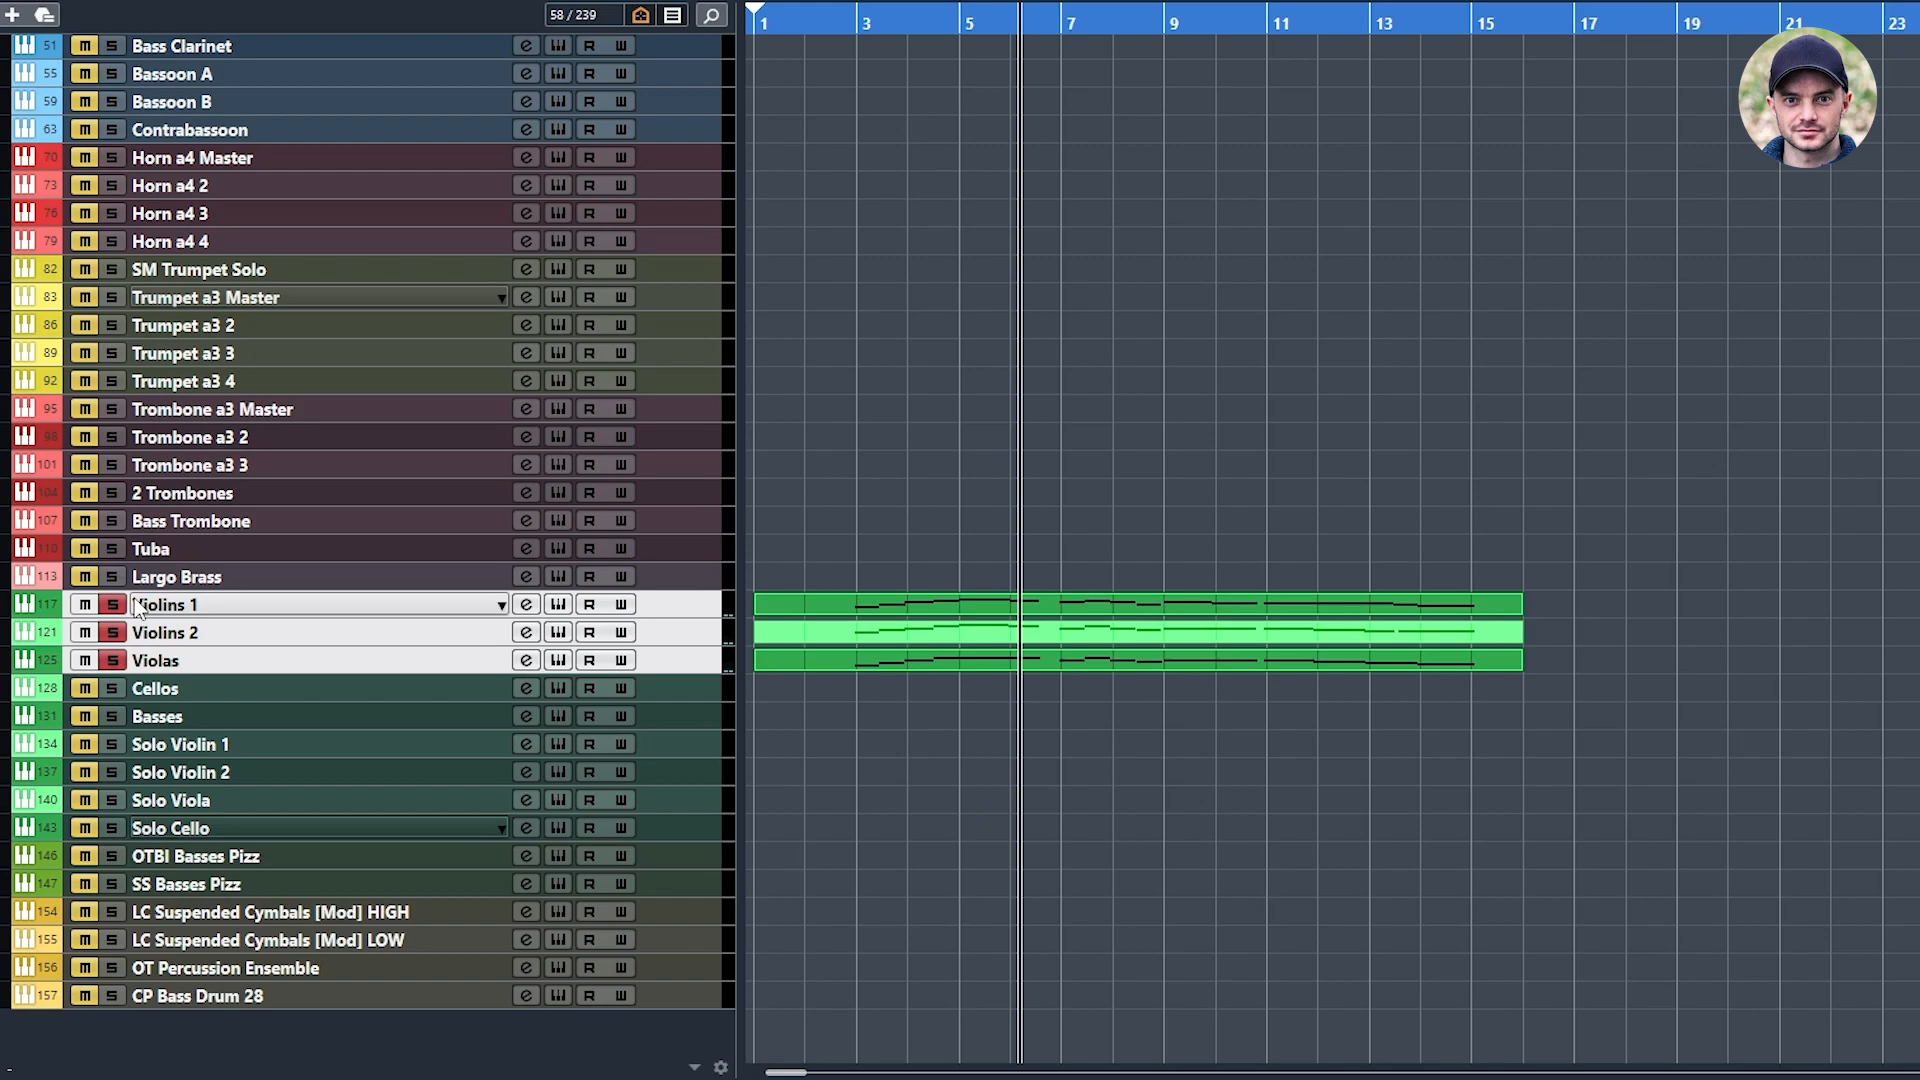 58 / 239
1 3 5 7 9 11 13 15 17 19 21 23
51 m S Bass Clarinet e R W
55 m S Bassoon A e R W
59 m S Bassoon B e R W
63 m S Contrabassoon e R W
70 m S Horn a4 Master e R W
73 m S Horn a4 2 e R W
76 m S Horn a4 3 e R W
79 m S Horn a4 4 e R W
82 m S SM Trumpet Solo e R W
83 m S Trumpet a3 Master e R W
86 m S Trumpet a3 2 e R W
89 m S Trumpet a3 3 e R W
92 m S Trumpet a3 4 e R W
95 m S Trombone a3 Master e R W
98 m S Trombone a3 2 e R W
101 m S Trombone a3 3 e R W
104 m S 2 Trombones e R W
107 m S Bass Trombone e R W
110 m S Tuba e R W
113 m S Largo Brass e R W
117 m S Violins 1 e R W
121 m S Violins 2 e R W
125 m S Violas e R W
128 m S Cellos e R W
131 m S Basses e R W
134 m S Solo Violin 1 e R W
137 m S Solo Violin 2 e R W
140 m S Solo Viola e R W
143 m S Solo Cello e R W
146 m S OTBI Basses Pizz e R W
147 m S SS Basses Pizz e R W
154 m S LC Suspended Cymbals [Mod] HIGH e R W
155 m S LC Suspended Cymbals [Mod] LOW e R W
156 m S OT Percussion Ensemble e R W
157 m S CP Bass Drum 28 e R W